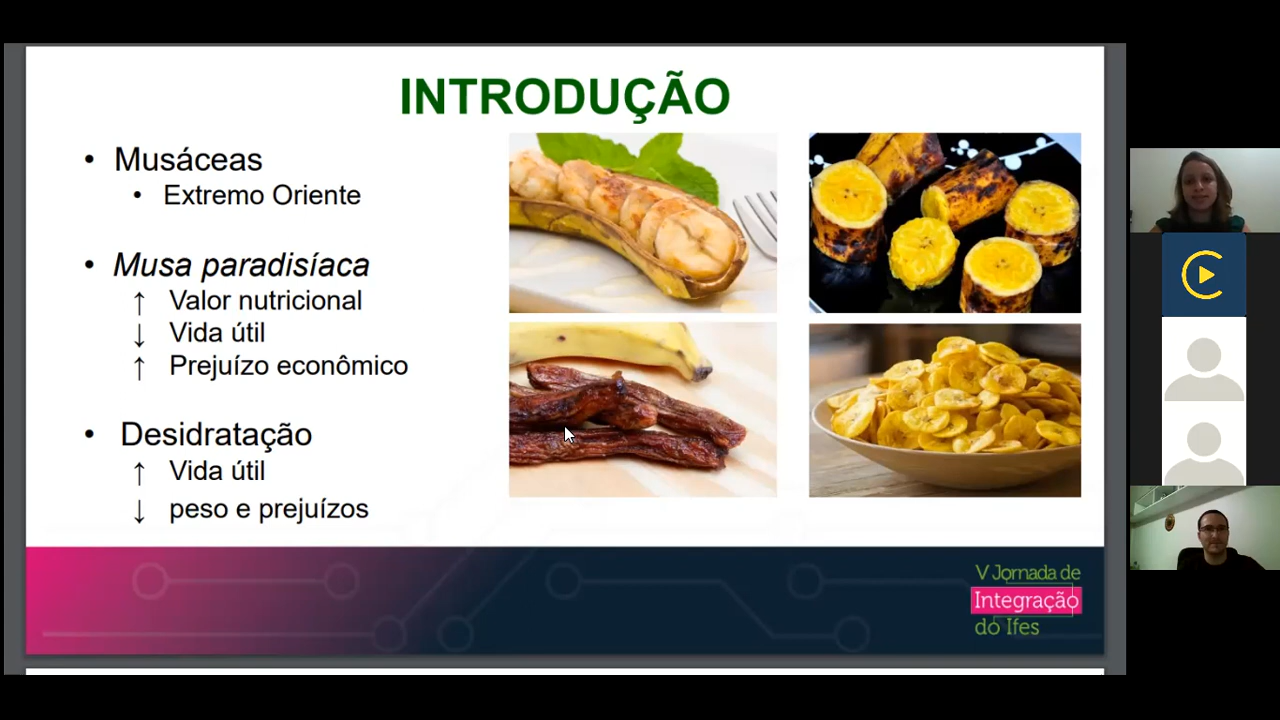 INTRODUÇÃO
• Musáceas
• Extremo Oriente
• Musa paradisíaca
↑ Valor nutricional
↓ Vida útil
↑ Prejuízo econômico
• Desidratação
↑ Vida útil
↓ peso e prejuízos
V Jornada de
Integração
do Ifes